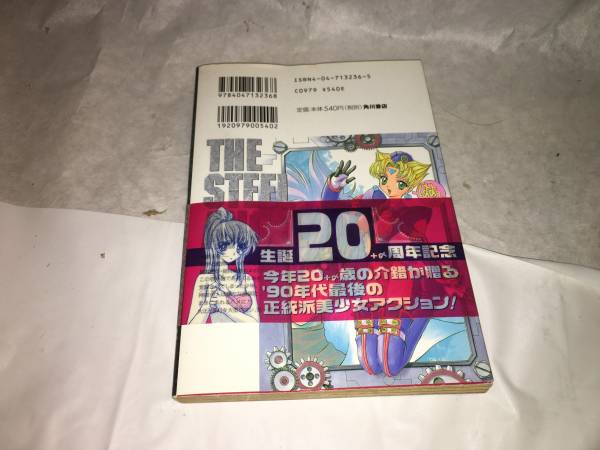 ISBN4-04-713236-5
C0979 ¥540E
9784047132368
定価:本体540円(税別) 角川書店
1920979005402
THE
STEE
生誕20+α周年記念
今年20+α歳の介錯が贈る
'90年代最後の
正統派美少女アクション!